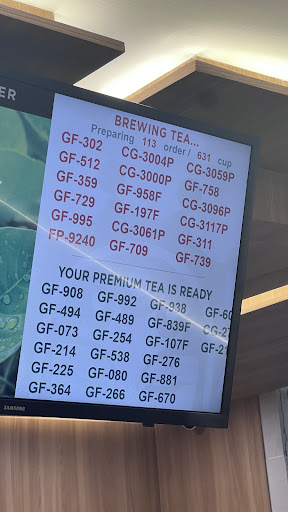 ER
BREWING TEA...
Preparing 113 order / 631 cup
GF-302 CG-3004P CG-3059P
GF-512 CG-3000P GF-758
GF-359 GF-958F CG-3096P
GF-729 GF-197F CG-3117P
GF-995 CG-3061P GF-311
FP-9240 GF-709 GF-739
YOUR PREMIUM TEA IS READY
GF-908 GF-992 GF-938
GF-494 GF-489 GF-839F
GF-073 GF-254 GF-107F
GF-214 GF-538 GF-276
GF-225 GF-080 GF-881
GF-364 GF-266 GF-670
SAMSUNG